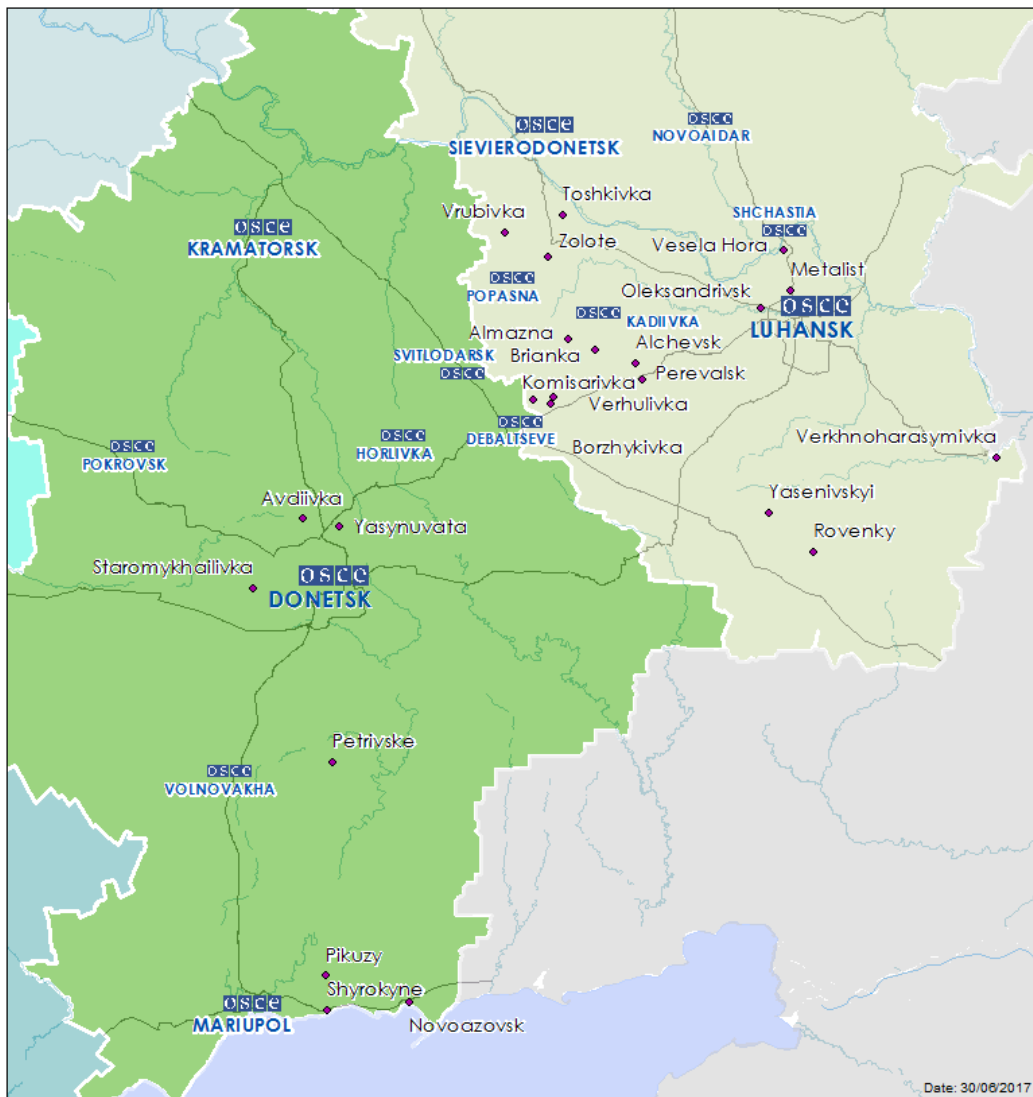 OSCE
SIEVIERODONETSK
OSCE
NOVOAIDAR
Toshkivka
Vrubivka
SHCHASTIA
OSCE
OSCE
KRAMATORSK
Zolote
Vesela Hora
OSCE
POPASNA
Metalist
Oleksandrivsk
OSCE
LUHANSK
OSCE
KADIIVKA
Almazna
Brianka
Alchevsk
SVITLODARSK
OSCE
Perevalsk
Komisarivka
Verhulivka
OSCE
DEBALTSEVE
OSCE
HORLIVKA
OSCE
POKROVSK
Borzhykivka
Verkhnoharasymivka
Avdiivka
Yasynuvata
Yasenivskyi
Rovenky
Staromykhailivka
OSCE
DONETSK
Petrivske
OSCE
VOLNOVAKHA
Pikuzy
Shyrokyne
OSCE
MARIUPOL
Novoazovsk
Date: 30/06/2017